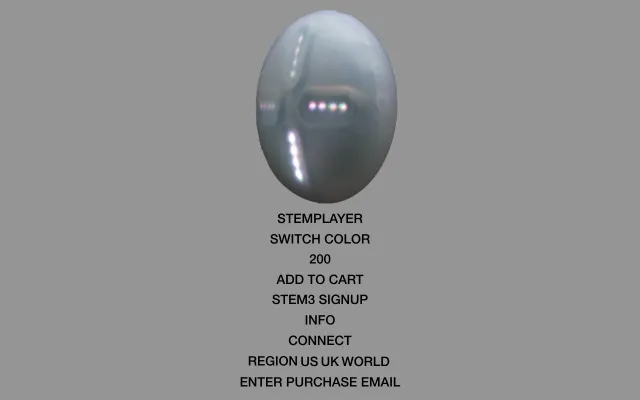 STEMPLAYER
SWITCH COLOR
200
ADD TO CART
STEM3 SIGNUP
INFO
CONNECT
REGION US UK WORLD
ENTER PURCHASE EMAIL